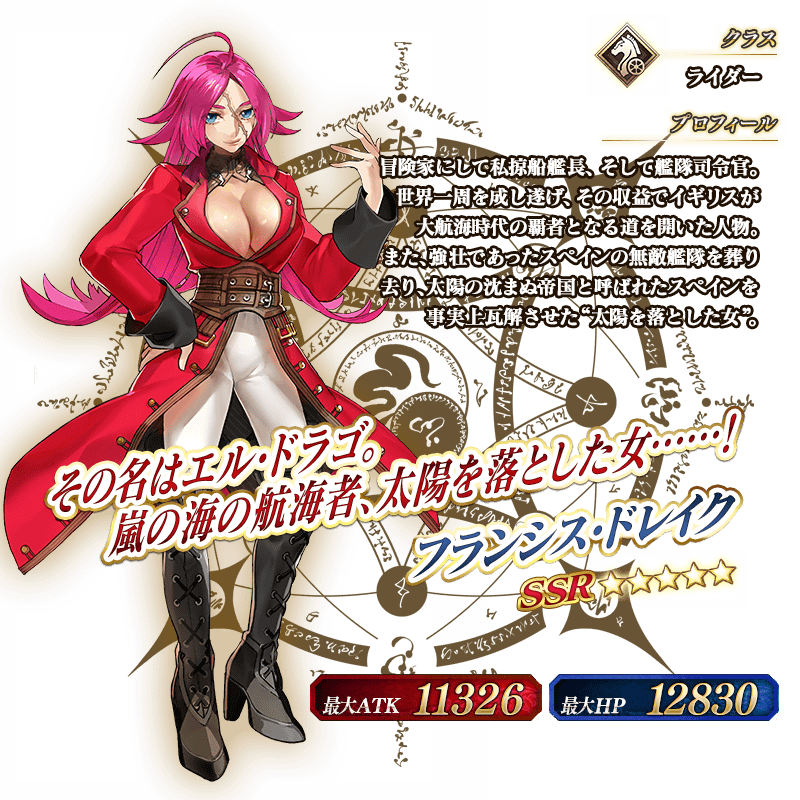 クラス
ライダー
プロフィール
冒険家にして私掠船艦長、そして艦隊司令官。
世界一周を成し遂げ、その収益でイギリスが
大航海時代の覇者となる道を開いた人物。
また、強壮であったスペインの無敵艦隊を葬り
去り、太陽の沈まぬ帝国と呼ばれたスペインを
事実上瓦解させた“太陽を落とした女”。
その名はエル・ドラゴ。
嵐の海の航海者、太陽を落とした女……！
フランシス・ドレイク
SSR ☆☆☆☆☆
最大ATK 11326
最大HP 12830